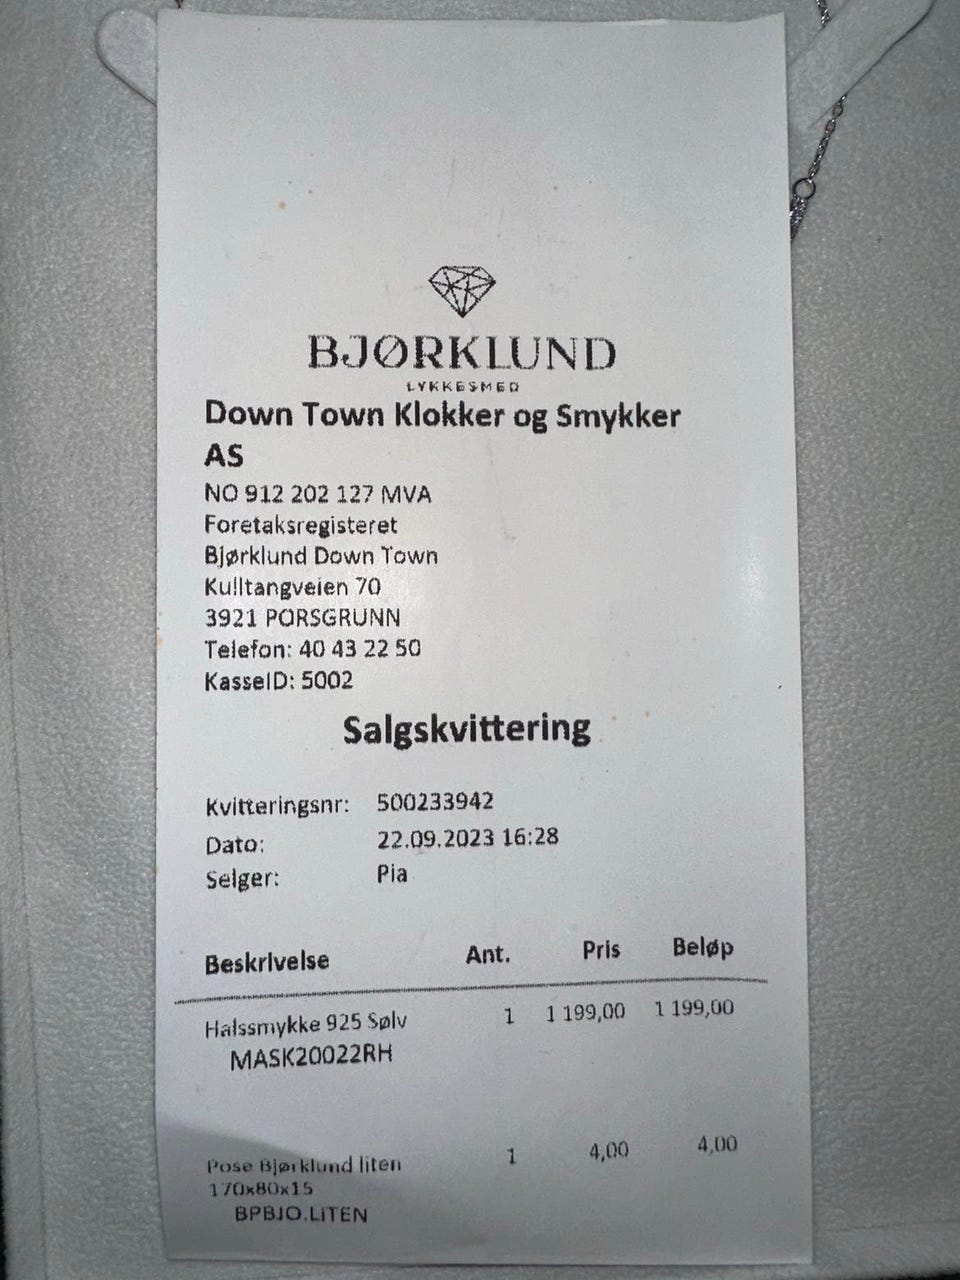 BJØRKLUND
LYKKESMED
Down Town Klokker og Smykker
AS
NO 912 202 127 MVA
Foretaksregisteret
Bjørklund Down Town
Kulltangveien 70
3921 PORSGRUNN
Telefon: 40 43 22 50
KasseID: 5002
Salgskvittering
Kvitteringsnr: 500233942
Dato: 22.09.2023 16:28
Selger: Pia
Beskrivelse Ant. Pris Beløp
Halssmykke 925 Sølv 1 1 199,00 1 199,00
MASK20022RH
Pose Bjørklund liten 1 4,00 4,00
170x80x15
BPBJO.LITEN